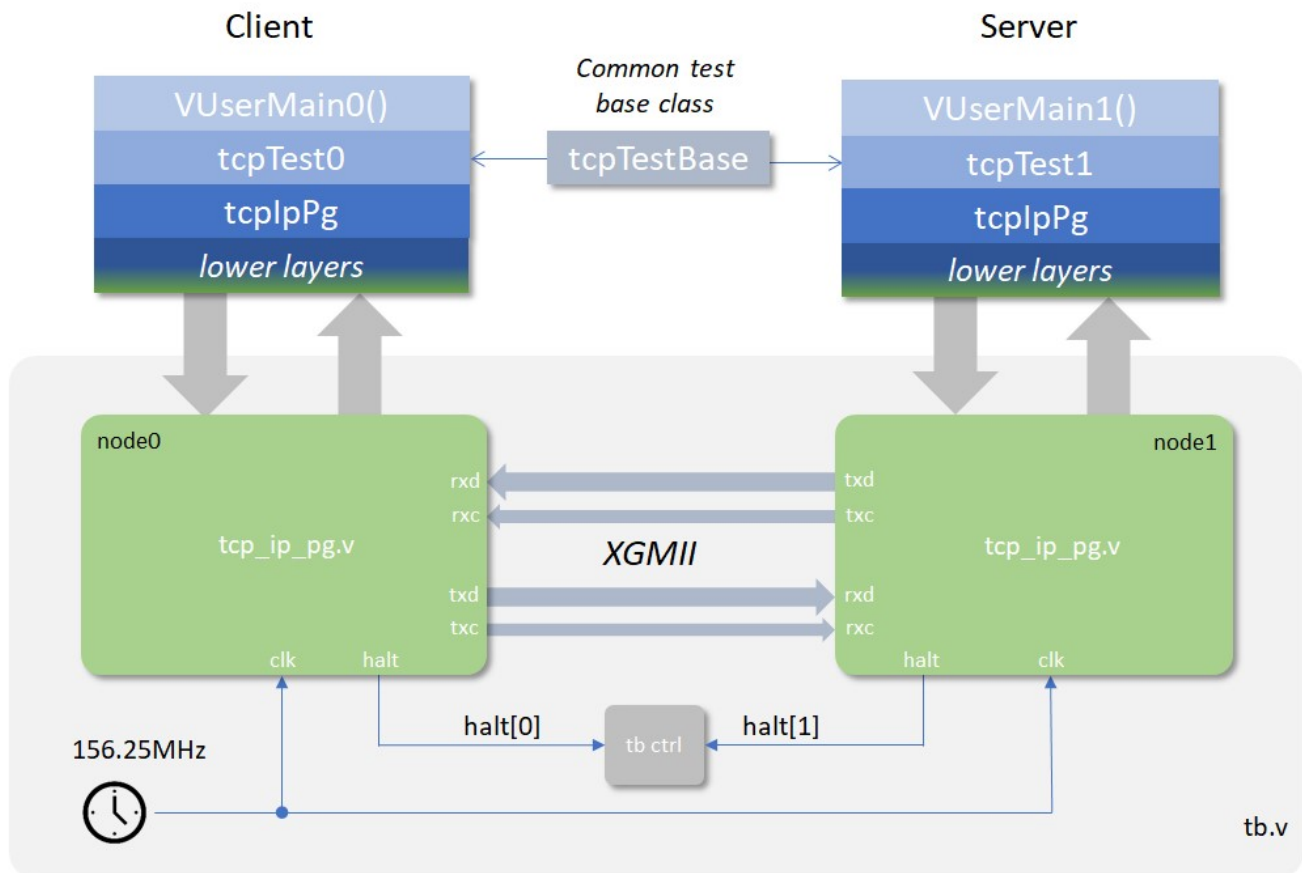 Client
Server
Common test
base class
VUserMain0()
tcpTest0
tcpIpPg
lower layers
tcpTestBase
VUserMain1()
tcpTest1
tcpIpPg
lower layers
node0
rxd
rxc
tcp_ip_pg.v
txd
txc
clk
halt
XGMII
node1
txd
txc
tcp_ip_pg.v
rxd
rxc
halt
clk
halt[0]
tb ctrl
halt[1]
156.25MHz
tb.v